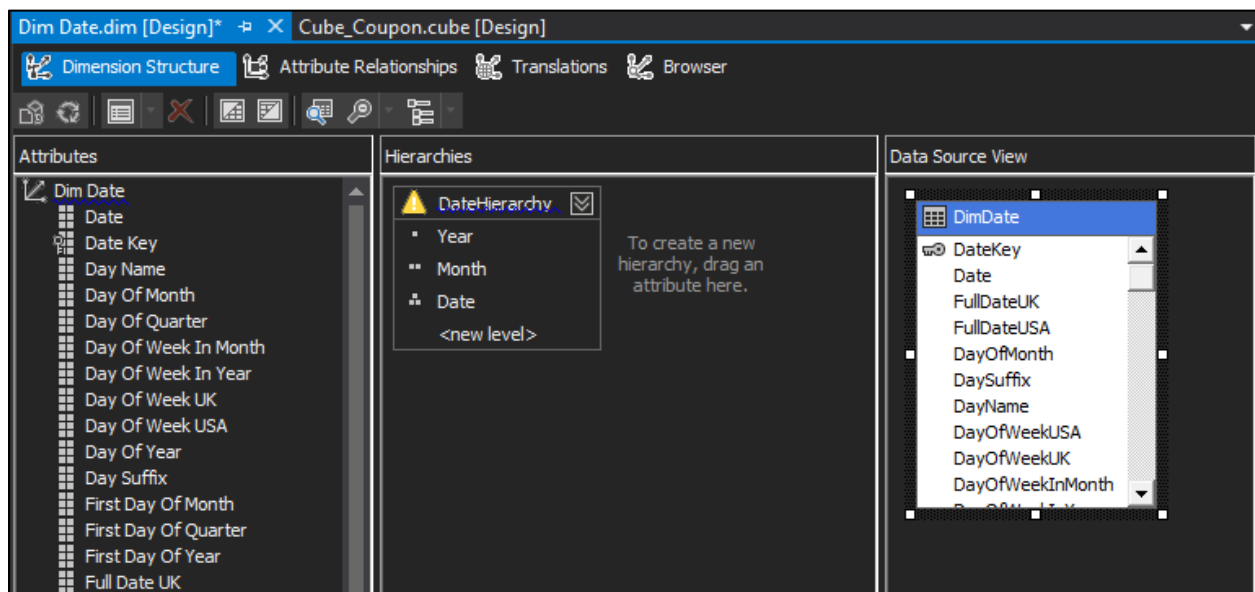 Dim Date.dim [Design]* Cube_Coupon.cube [Design]
Dimension Structure Attribute Relationships Translations Browser
Attributes
Dim Date
Date
Date Key
Day Name
Day Of Month
Day Of Quarter
Day Of Week In Month
Day Of Week In Year
Day Of Week UK
Day Of Week USA
Day Of Year
Day Suffix
First Day Of Month
First Day Of Quarter
First Day Of Year
Full Date UK
Hierarchies
DateHierarchy
Year
Month
Date
<new level>
To create a new
hierarchy, drag an
attribute here.
Data Source View
DimDate
DateKey
Date
FullDateUK
FullDateUSA
DayOfMonth
DaySuffix
DayName
DayOfWeekUSA
DayOfWeekUK
DayOfWeekInMonth